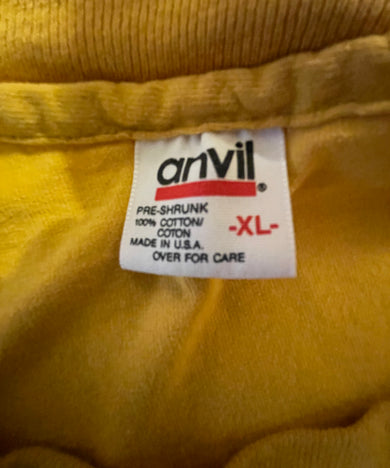 anvil®
PRE-SHRUNK
100% COTTON/
COTON
-XL-
MADE IN U.S.A.
OVER FOR CARE